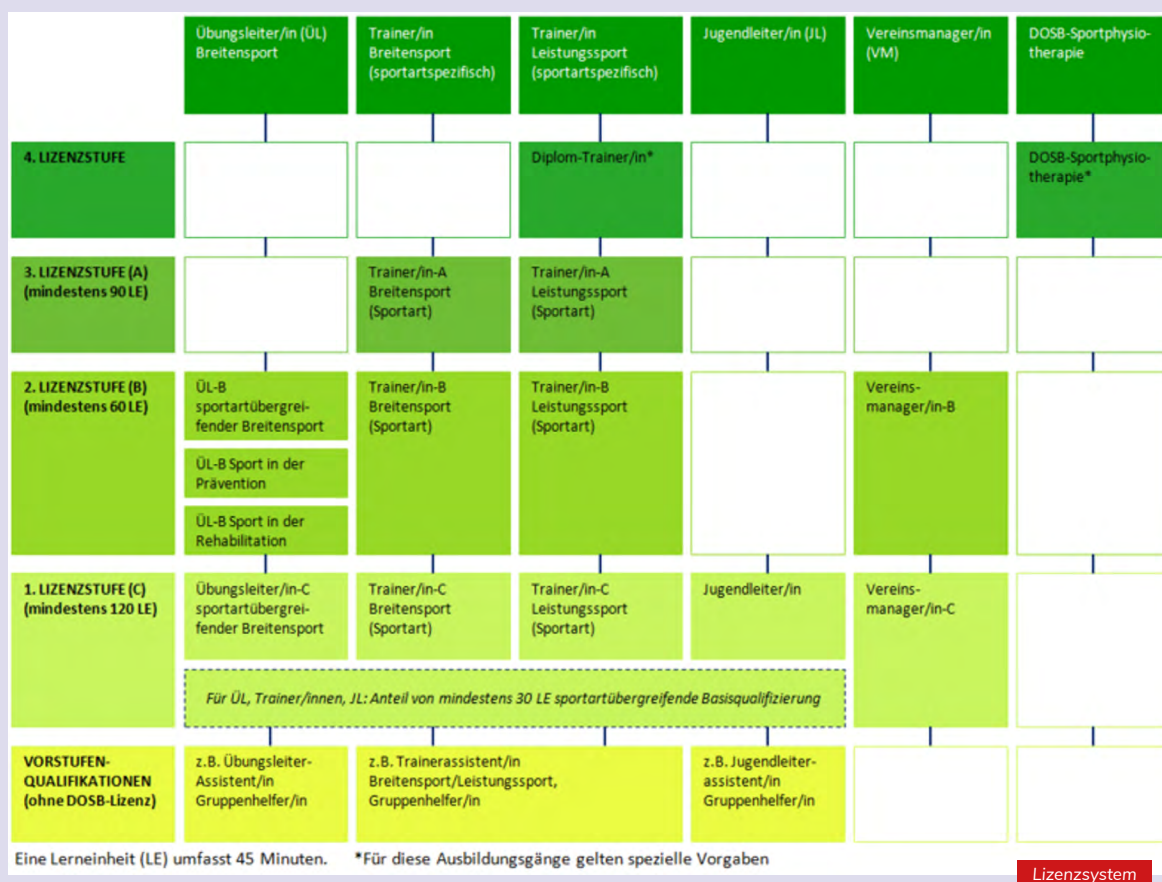 Übungsleiter/in (ÜL)
Breitensport
Trainer/in
Breitensport
(sportartspezifisch)
Trainer/in
Leistungssport
(sportartspezifisch)
Jugendleiter/in (JL)
Vereinsmanager/in
(VM)
DOSB-Sportphysio-
therapie
4. LIZENZSTUFE
Diplom-Trainer/in*
DOSB-Sportphysio-
therapie*
3. LIZENZSTUFE (A)
(mindestens 90 LE)
Trainer/in-A
Breitensport
(Sportart)
Trainer/in-A
Leistungssport
(Sportart)
2. LIZENZSTUFE (B)
(mindestens 60 LE)
ÜL-B
sportartübergrei-
fender Breitensport
ÜL-B Sport in der
Prävention
ÜL-B Sport in der
Rehabilitation
Trainer/in-B
Breitensport
(Sportart)
Trainer/in-B
Leistungssport
(Sportart)
Vereins-
manager/in-B
1. LIZENZSTUFE (C)
(mindestens 120 LE)
Übungsleiter/in-C
sportartübergrei-
fender Breitensport
Trainer/in-C
Breitensport
(Sportart)
Trainer/in-C
Leistungssport
(Sportart)
Jugendleiter/in
Vereins-
manager/in-C
Für ÜL, Trainer/innen, JL: Anteil von mindestens 30 LE sportartübergreifende Basisqualifizierung
VORSTUFEN-
QUALIFIKATIONEN
(ohne DOSB-Lizenz)
z.B. Übungsleiter-
Assistent/in
Gruppenhelfer/in
z.B. Trainerassistent/in
Breitensport/Leistungssport,
Gruppenhelfer/in
z.B. Jugendleiter-
assistent/in
Gruppenhelfer/in
Eine Lerneinheit (LE) umfasst 45 Minuten.
*Für diese Ausbildungsgänge gelten spezielle Vorgaben
Lizenzsystem